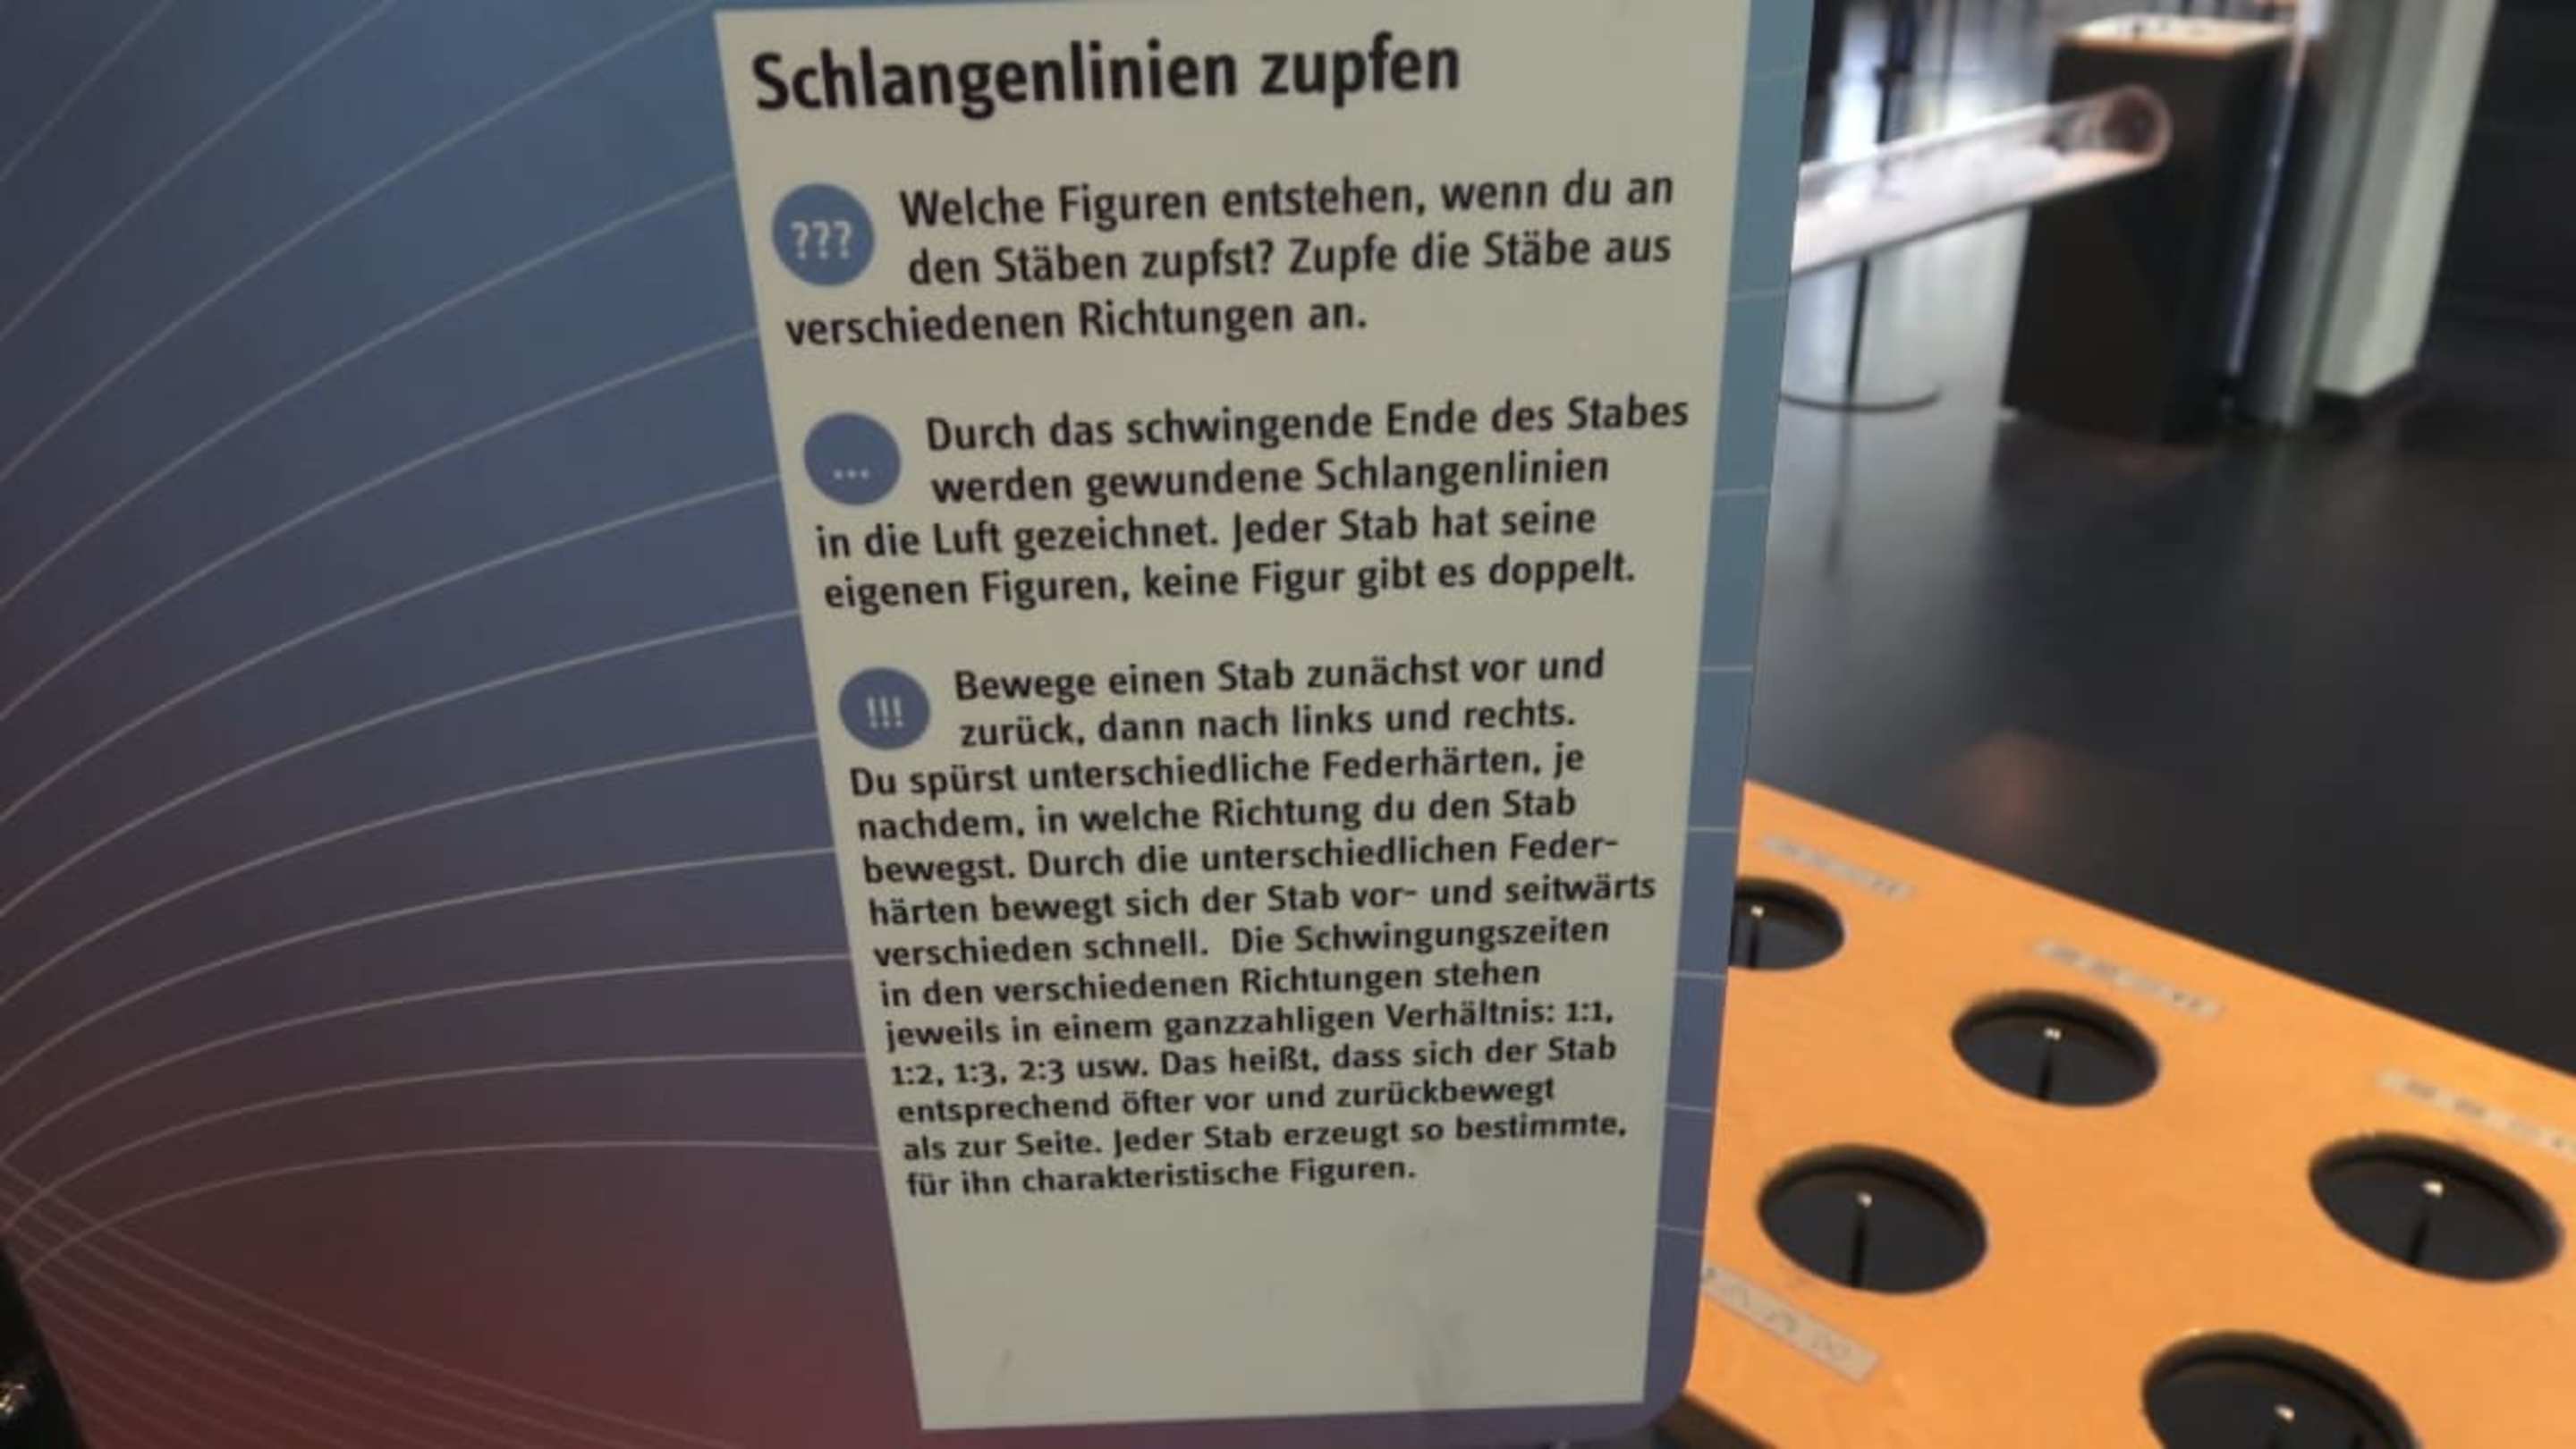 Schlangenlinien zupfen
??? Welche Figuren entstehen, wenn du an
den Stäben zupfst? Zupfe die Stäbe aus
verschiedenen Richtungen an.
... Durch das schwingende Ende des Stabes
werden gewundene Schlangenlinien
in die Luft gezeichnet. Jeder Stab hat seine
eigenen Figuren, keine Figur gibt es doppelt.
!!! Bewege einen Stab zunächst vor und
zurück, dann nach links und rechts.
Du spürst unterschiedliche Federhärten, je
nachdem, in welche Richtung du den Stab
bewegst. Durch die unterschiedlichen Feder-
härten bewegt sich der Stab vor- und seitwärts
verschieden schnell. Die Schwingungszeiten
in den verschiedenen Richtungen stehen
jeweils in einem ganzzahligen Verhältnis: 1:1,
1:2, 1:3, 2:3 usw. Das heißt, dass sich der Stab
entsprechend öfter vor und zurückbewegt
als zur Seite. Jeder Stab erzeugt so bestimmte,
für ihn charakteristische Figuren.